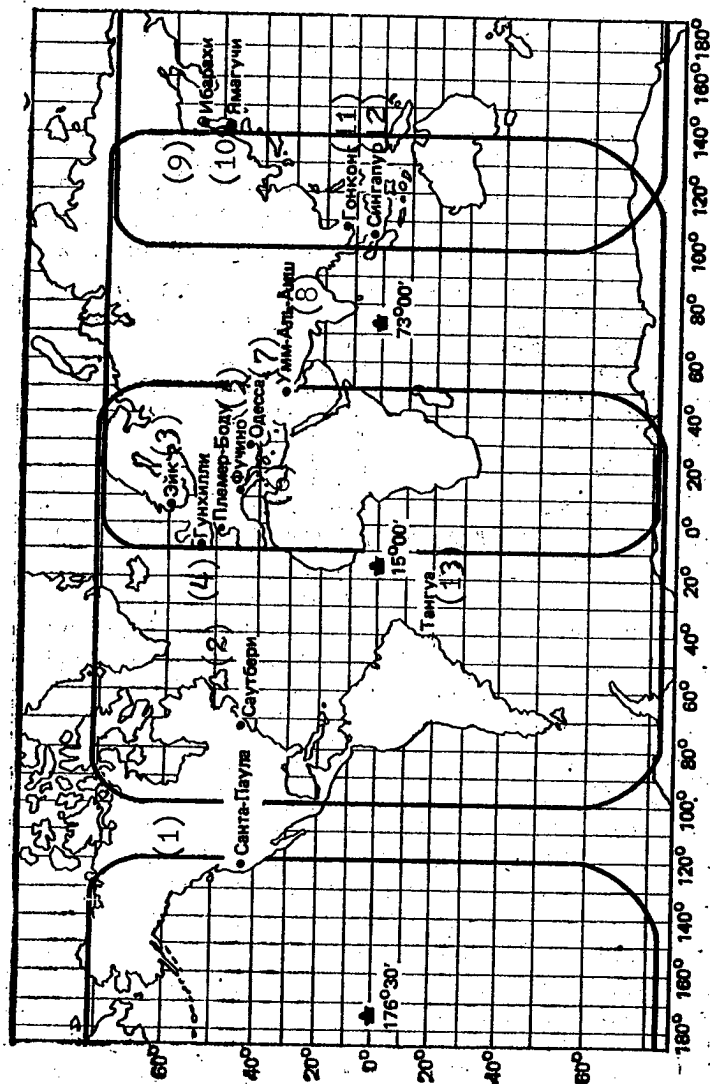 (9)
Ибарахи
(10)
Ямагучи
(3)
Эйк
Гунхилли
(4)
Племер-Боду
Фучино
Одесса (7)
Умм-Аль-Аиш
(8)
Гонкон(11)
Сингапур 12)
(2)
Саутбери
(1)
Санта-Паула
73°00'
15°00'
176°30'
Тангуа
(13)
60°
40°
20°
0°
20°
40°
60°
180° 160° 140° 120° 100° 80° 60° 40° 20° 0° 20° 40° 60° 80° 100° 120° 140° 160° 180°